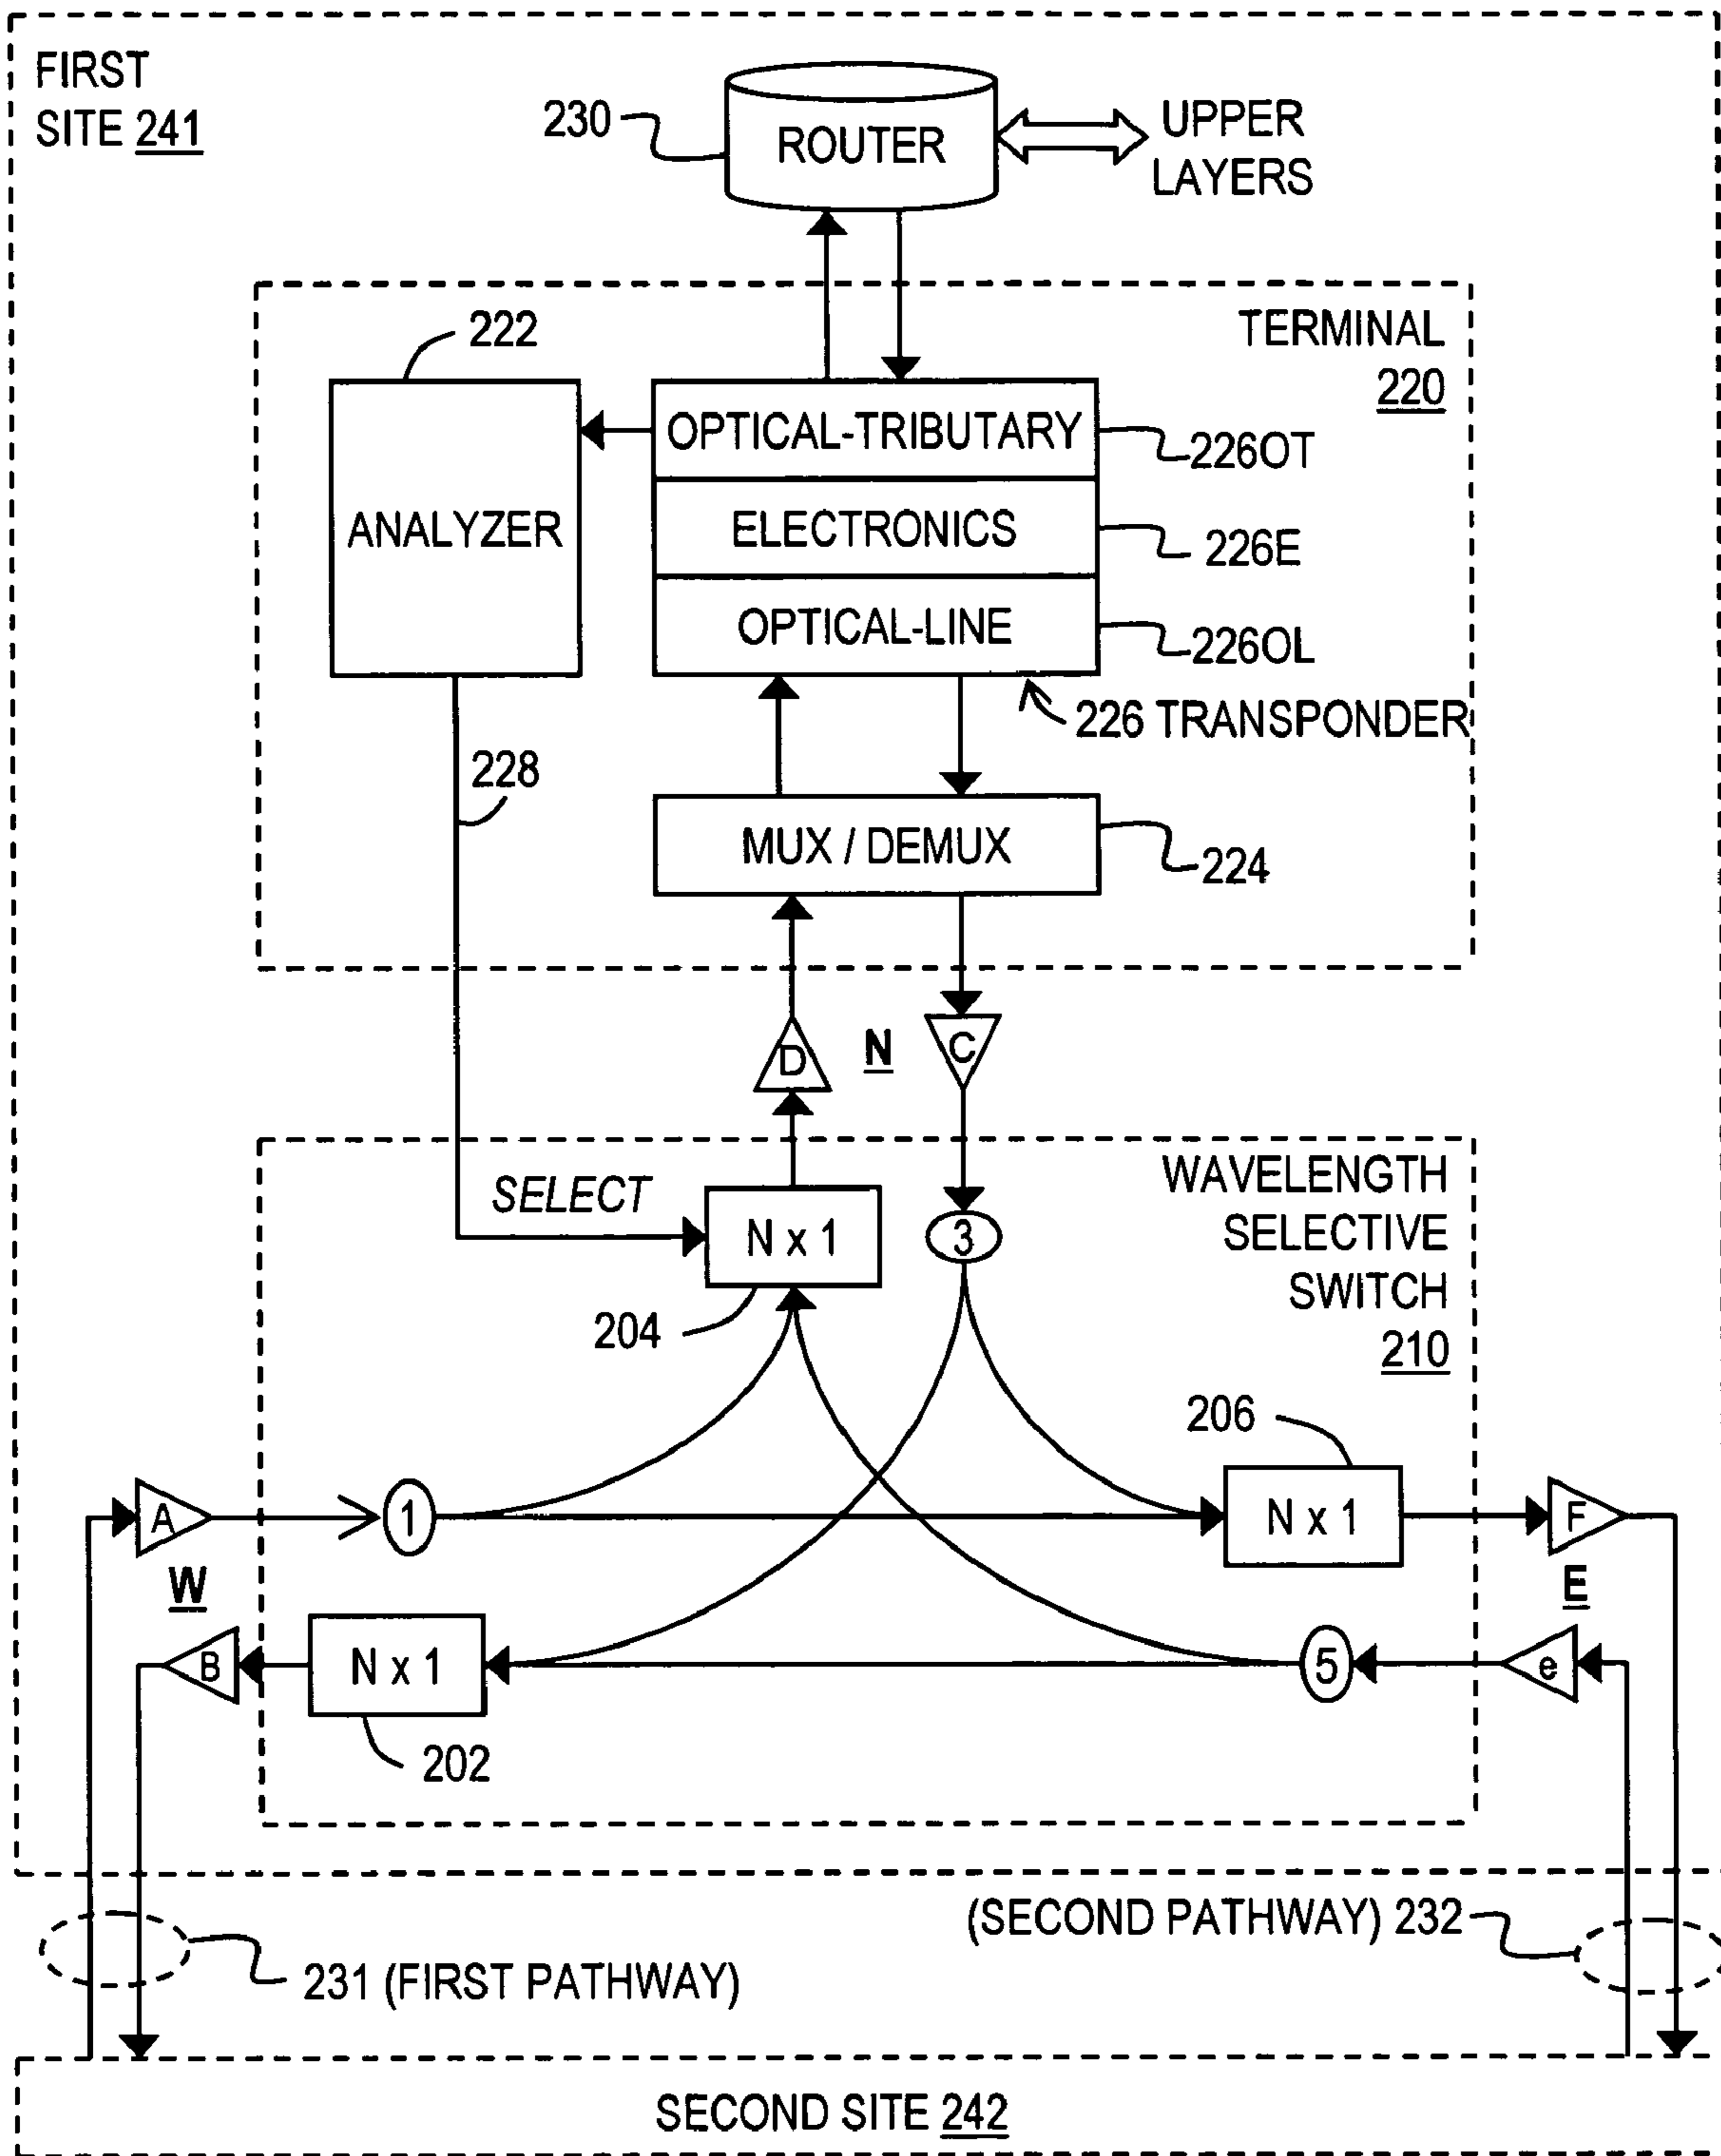 FIRST
SITE 241
230
ROUTER
UPPER
LAYERS
TERMINAL
220
222
ANALYZER
OPTICAL-TRIBUTARY
226OT
ELECTRONICS
226E
OPTICAL-LINE
226OL
226 TRANSPONDER
228
MUX / DEMUX
224
D
N
C
SELECT
N x 1
204
3
WAVELENGTH
SELECTIVE
SWITCH
210
206
A
1
N x 1
F
W
E
B
N x 1
5
e
202
(SECOND PATHWAY) 232
231 (FIRST PATHWAY)
SECOND SITE 242